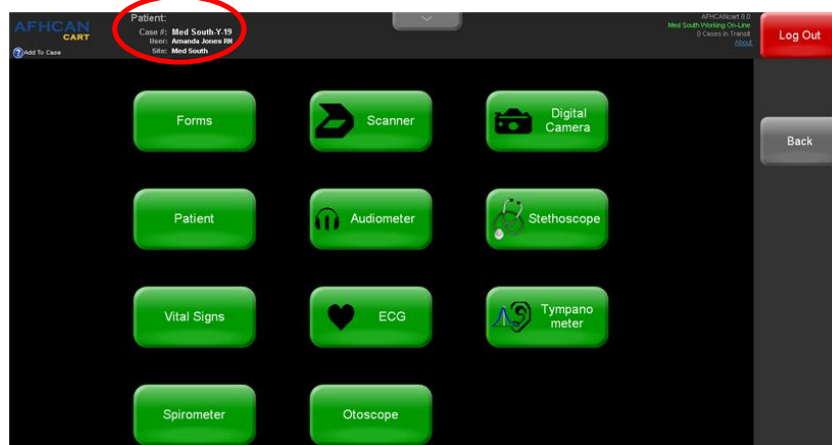 AFHCAN
CART
? Add To Case
Patient:
Case #: Med South-Y-19
User: Amanda Jones RN
Site: Med South
AFHCANcart 6.0
Med South Working On-Line
0 Cases in Transit
About
Log Out
Back
Forms
Scanner
Digital
Camera
Patient
Audiometer
Stethoscope
Vital Signs
ECG
Tympano
meter
Spirometer
Otoscope